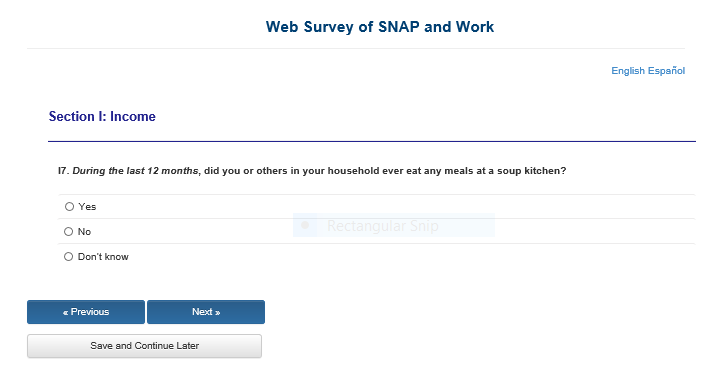 Web Survey of SNAP and Work
English Español
Section I: Income
I7. During the last 12 months, did you or others in your household ever eat any meals at a soup kitchen?
Yes
No
Rectangular Snip
Don't know
« Previous
Next »
Save and Continue Later